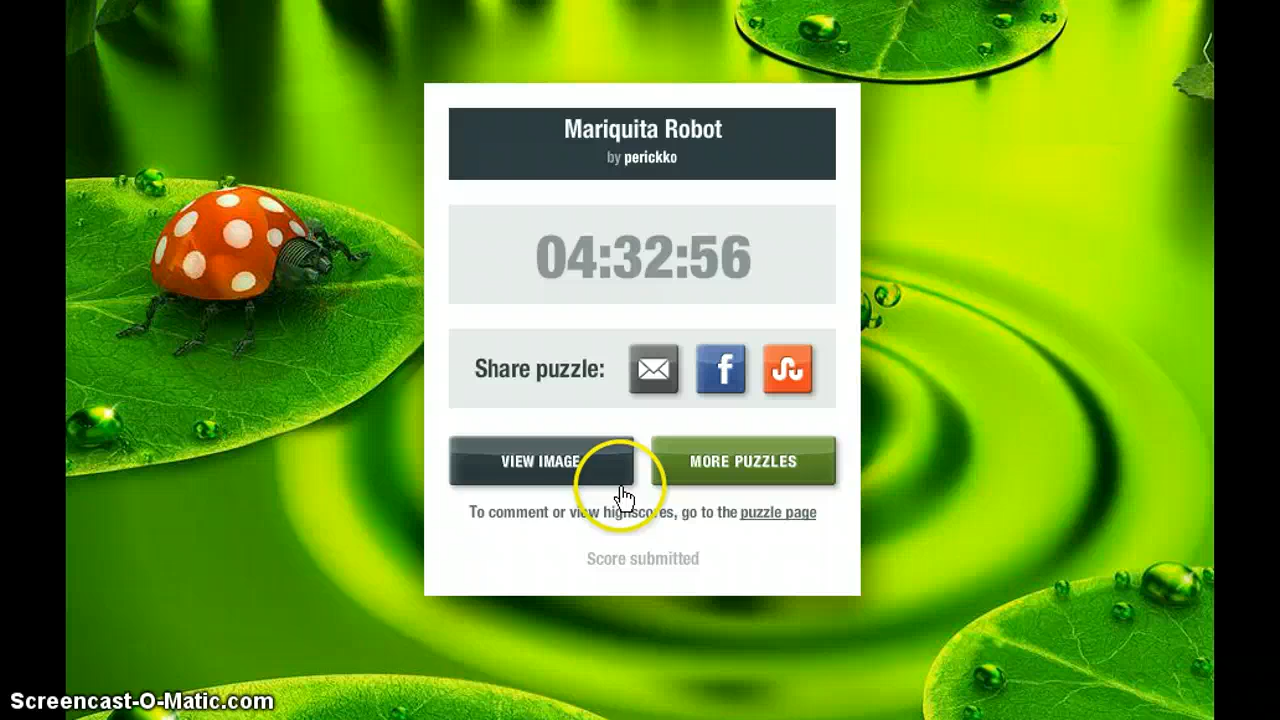 Mariquita Robot
by perickko
04:32:56
Share puzzle:
f
VIEW IMAGE
MORE PUZZLES
To comment or view highscores, go to the puzzle page
Score submitted
Screencast-O-Matic.com